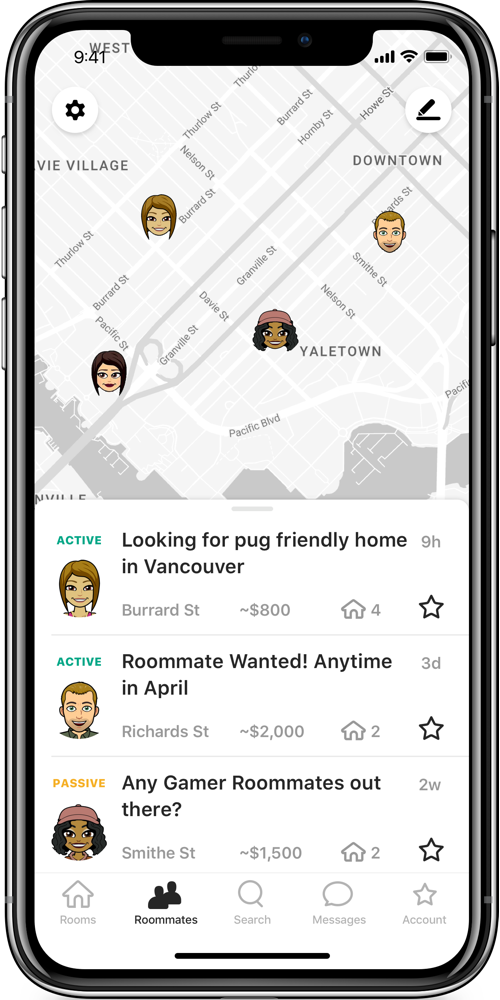 WEST
9:41
Thurlow St
Burrard St
Howe St
Thurlow St
Hornby St
Nelson St
VIE VILLAGE
DOWNTOWN
Burrard St
ards St
Thurlow St
Granville St
Smithe St
Burrard St
Davie St
Nelson St
Pacific St
Granville St
YALETOWN
Pacifi
Pacific Blvd
NVILLE
ACTIVE
Looking for pug friendly home
in Vancouver
9h
Burrard St ~$800 4
ACTIVE
Roommate Wanted! Anytime
in April
3d
Richards St ~$2,000 2
PASSIVE
Any Gamer Roommates out
there?
2w
Smithe St ~$1,500 2
Rooms Roommates Search Messages Account